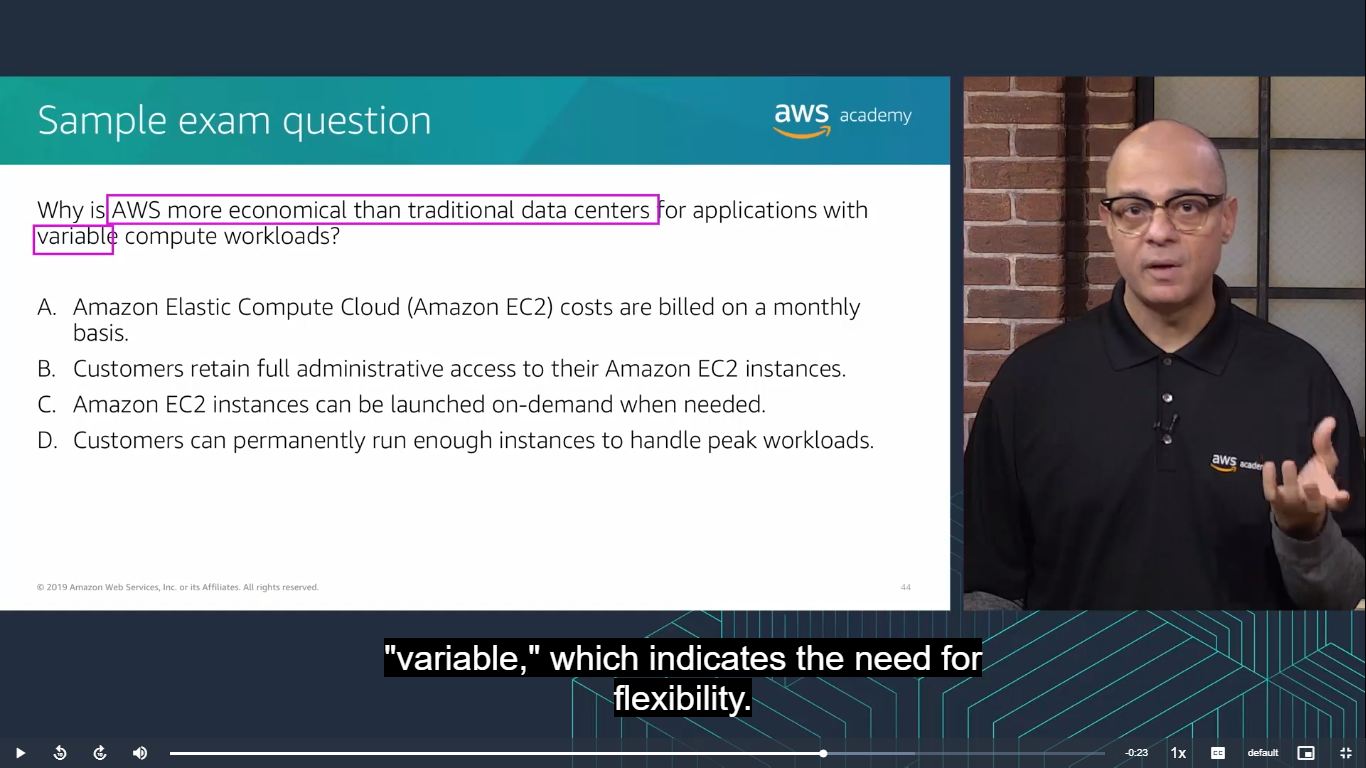 Sample exam question
aws academy
Why is AWS more economical than traditional data centers for applications with
variable compute workloads?
A. Amazon Elastic Compute Cloud (Amazon EC2) costs are billed on a monthly
basis.
B. Customers retain full administrative access to their Amazon EC2 instances.
C. Amazon EC2 instances can be launched on-demand when needed.
D. Customers can permanently run enough instances to handle peak workloads.
© 2019 Amazon Web Services, Inc. or its Affiliates. All rights reserved.
44
aws acade
"variable," which indicates the need for
flexibility.
-0:23
1x
CC
default